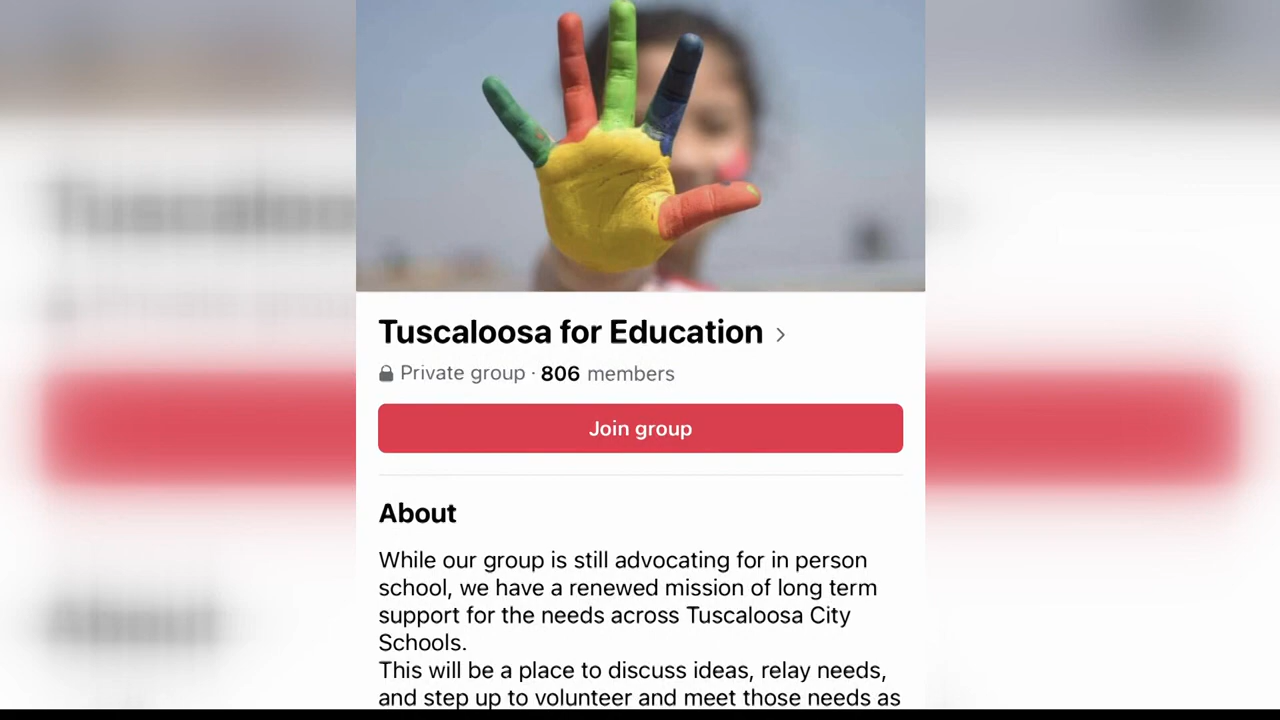 Tuscaloosa for Education
Private group · 806 members
Join group
About
While our group is still advocating for in person
school, we have a renewed mission of long term
support for the needs across Tuscaloosa City
Schools.
This will be a place to discuss ideas, relay needs,
and step up to volunteer and meet those needs as